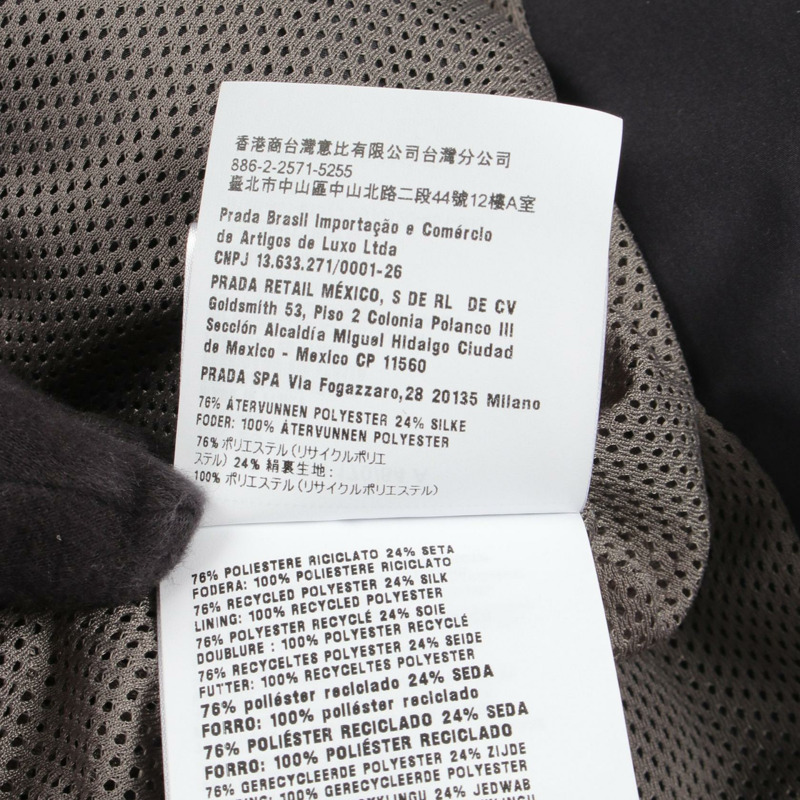 香港商台灣意比有限公司台灣分公司
886-2-2571-5255
臺北市中山區中山北路二段44號12樓A室
Prada Brasil Importação e Comércio
de Artigos de Luxo Ltda
CNPJ 13.633.271/0001-26
PRADA RETAIL MÉXICO, S DE RL DE CV
Goldsmith 53, Piso 2 Colonia Polanco III
Sección Alcaldía Miguel Hidalgo Ciudad
de Mexico - Mexico CP 11560
PRADA SPA Via Fogazzaro,28 20135 Milano
76% ÅTERVUNNEN POLYESTER 24% SILKE
FODER: 100% ÅTERVUNNEN POLYESTER
76% ポリエステル(リサイクルポリエ
ステル) 24% 絹裏生地:
100% ポリエステル(リサイクルポリエステル)
76% POLIESTERE RICICLATO 24% SETA
FODERA: 100% POLIESTERE RICICLATO
76% RECYCLED POLYESTER 24% SILK
LINING: 100% RECYCLED POLYESTER
76% POLYESTER RECYCLÉ 24% SOIE
DOUBLURE : 100% POLYESTER RECYCLÉ
76% RECYCELTES POLYESTER 24% SEIDE
FUTTER: 100% RECYCELTES POLYESTER
76% poliéster reciclado 24% SEDA
FORRO: 100% poliéster reciclado
76% POLIÉSTER RECICLADO 24% SEDA
FORRO: 100% POLIÉSTER RECICLADO
76% GERECYCLEERDE POLYESTER 24% ZIJDE
100% GERECYCLEERDE POLYESTER
24% JEDWAB